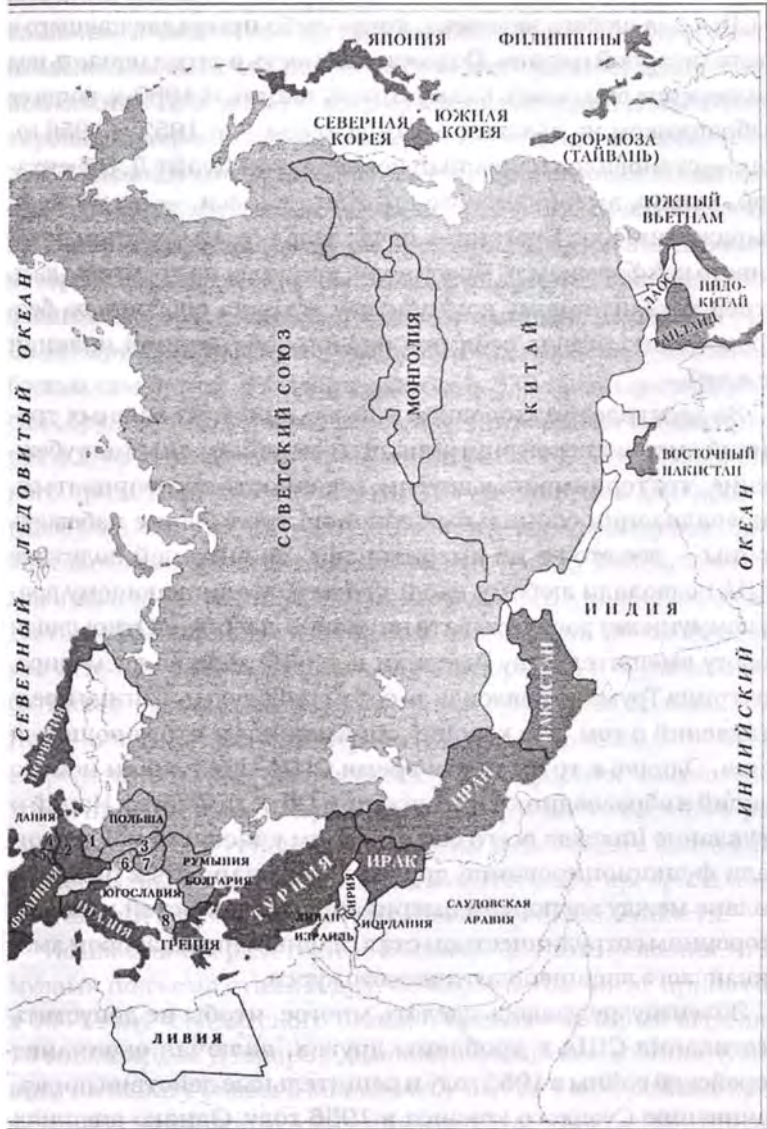 ЯПОНИЯ
ФИЛИППИНЫ
СЕВЕРНАЯ
КОРЕЯ
ЮЖНАЯ
КОРЕЯ
ФОРМОЗА
(ТАЙВАНЬ)
ЮЖНЫЙ
ВЬЕТНАМ
ЛАОС
ИНДО-
КИТАЙ
ТАИЛАНД
СЕВЕРНЫЙ ЛЕДОВИТЫЙ ОКЕАН
СОВЕТСКИЙ СОЮЗ
МОНГОЛИЯ
КИТАЙ
ВОСТОЧНЫЙ
ПАКИСТАН
ИНДИЯ
ИНДИЙСКИЙ ОКЕАН
ПАКИСТАН
НОРВЕГИЯ
ИРАН
ДАНИЯ
ПОЛЬША
1
2
3
4
5
6
7
8
РУМЫНИЯ
ЮГОСЛАВИЯ
БОЛГАРИЯ
ФРАНЦИЯ
ИТАЛИЯ
ГРЕЦИЯ
ТУРЦИЯ
ИРАК
СИРИЯ
ЛИВАН
ИЗРАИЛЬ
ИОРДАНИЯ
САУДОВСКАЯ
АРАВИЯ
ЛИВИЯ